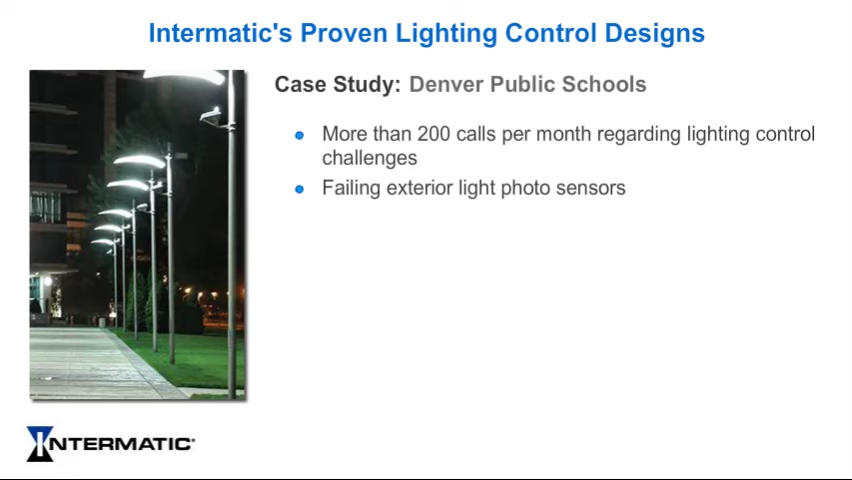 Intermatic's Proven Lighting Control Designs
Case Study: Denver Public Schools
More than 200 calls per month regarding lighting control
challenges
Failing exterior light photo sensors
INTERMATIC®